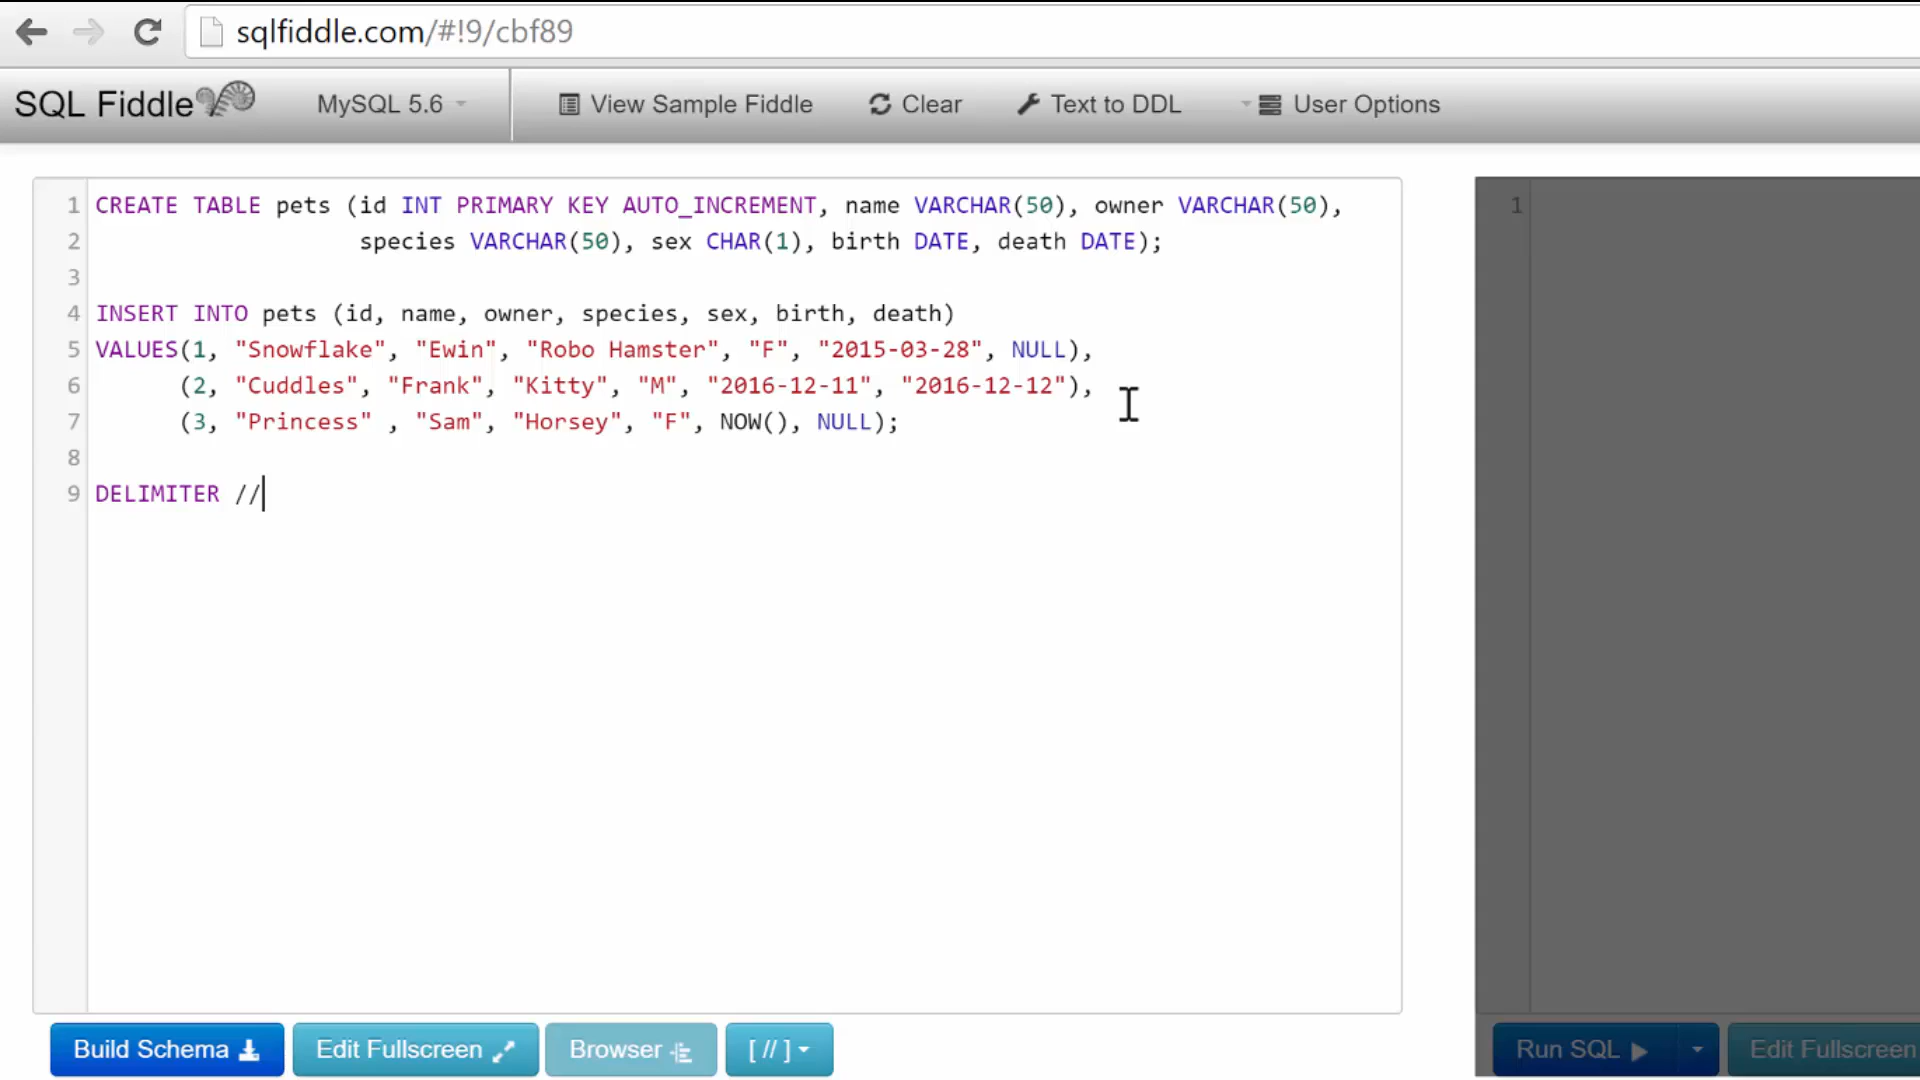 sqlfiddle.com/#!9/cbf89
SQL Fiddle MySQL 5.6 View Sample Fiddle Clear Text to DDL User Options
1 CREATE TABLE pets (id INT PRIMARY KEY AUTO_INCREMENT, name VARCHAR(50), owner VARCHAR(50),
2 species VARCHAR(50), sex CHAR(1), birth DATE, death DATE);
3
4 INSERT INTO pets (id, name, owner, species, sex, birth, death)
5 VALUES(1, "Snowflake", "Ewin", "Robo Hamster", "F", "2015-03-28", NULL),
6 (2, "Cuddles", "Frank", "Kitty", "M", "2016-12-11", "2016-12-12"),
7 (3, "Princess" , "Sam", "Horsey", "F", NOW(), NULL);
8
9 DELIMITER //
1
Build Schema Edit Fullscreen Browser [ // ] Run SQL Edit Fullscreen